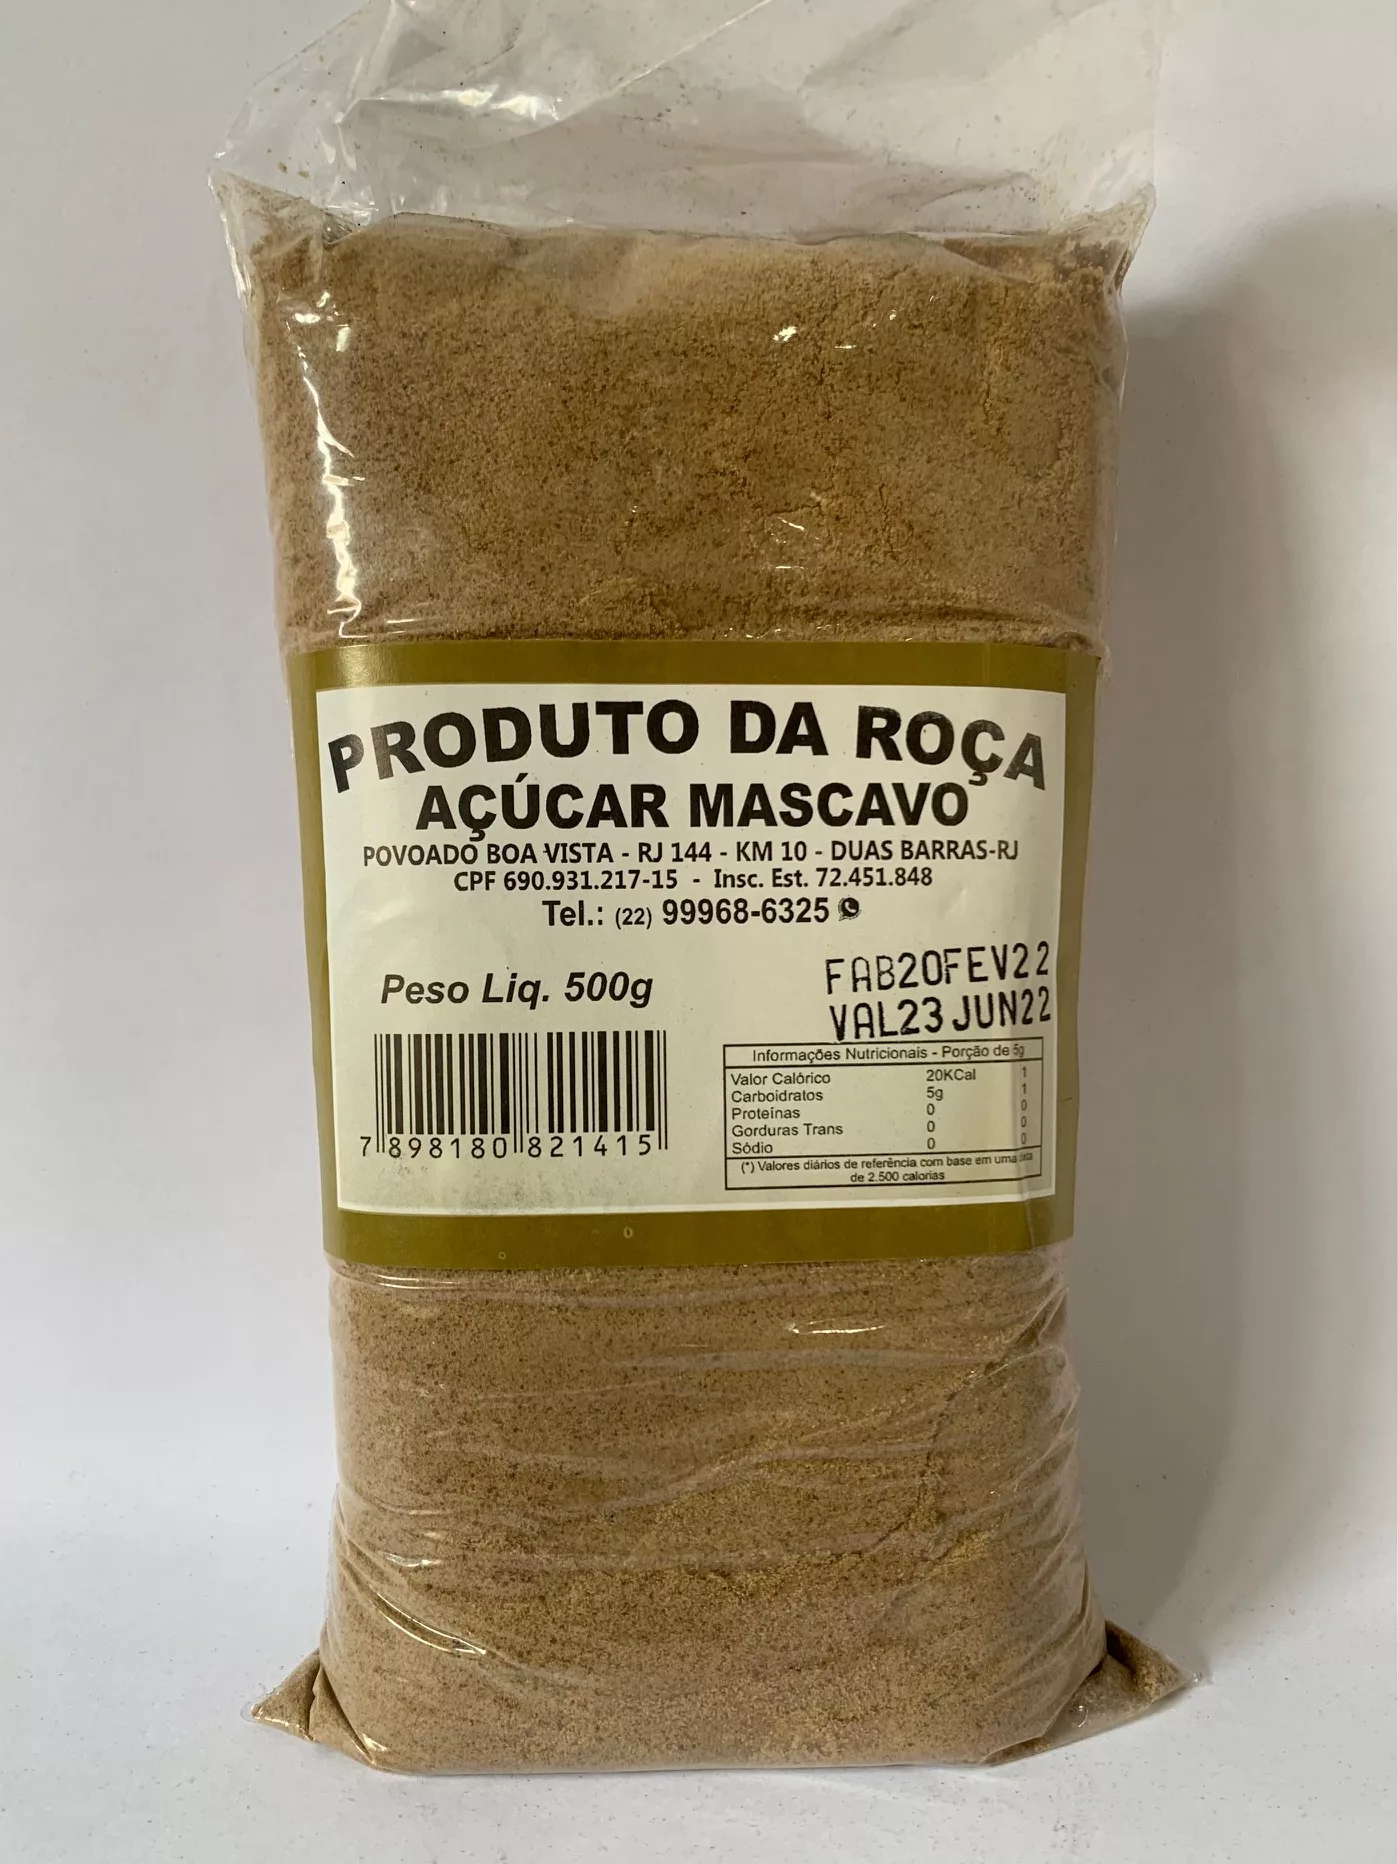 PRODUTO DA ROÇA
AÇÚCAR MASCAVO
POVOADO BOA VISTA - RJ 144 - KM 10 - DUAS BARRAS-RJ
CPF 690.931.217-15 - Insc. Est. 72.451.848
Tel.: (22) 99968-6325
Peso Liq. 500g
FAB20FEV22
VAL23JUN22
7 898180 821415
Informações Nutricionais - Porção de 5g
Valor Calórico 20KCal 1
Carboidratos 5g 1
Proteínas 0 0
Gorduras Trans 0 0
Sódio 0 0
(*) Valores diários de referência com base em uma dieta
de 2.500 calorias